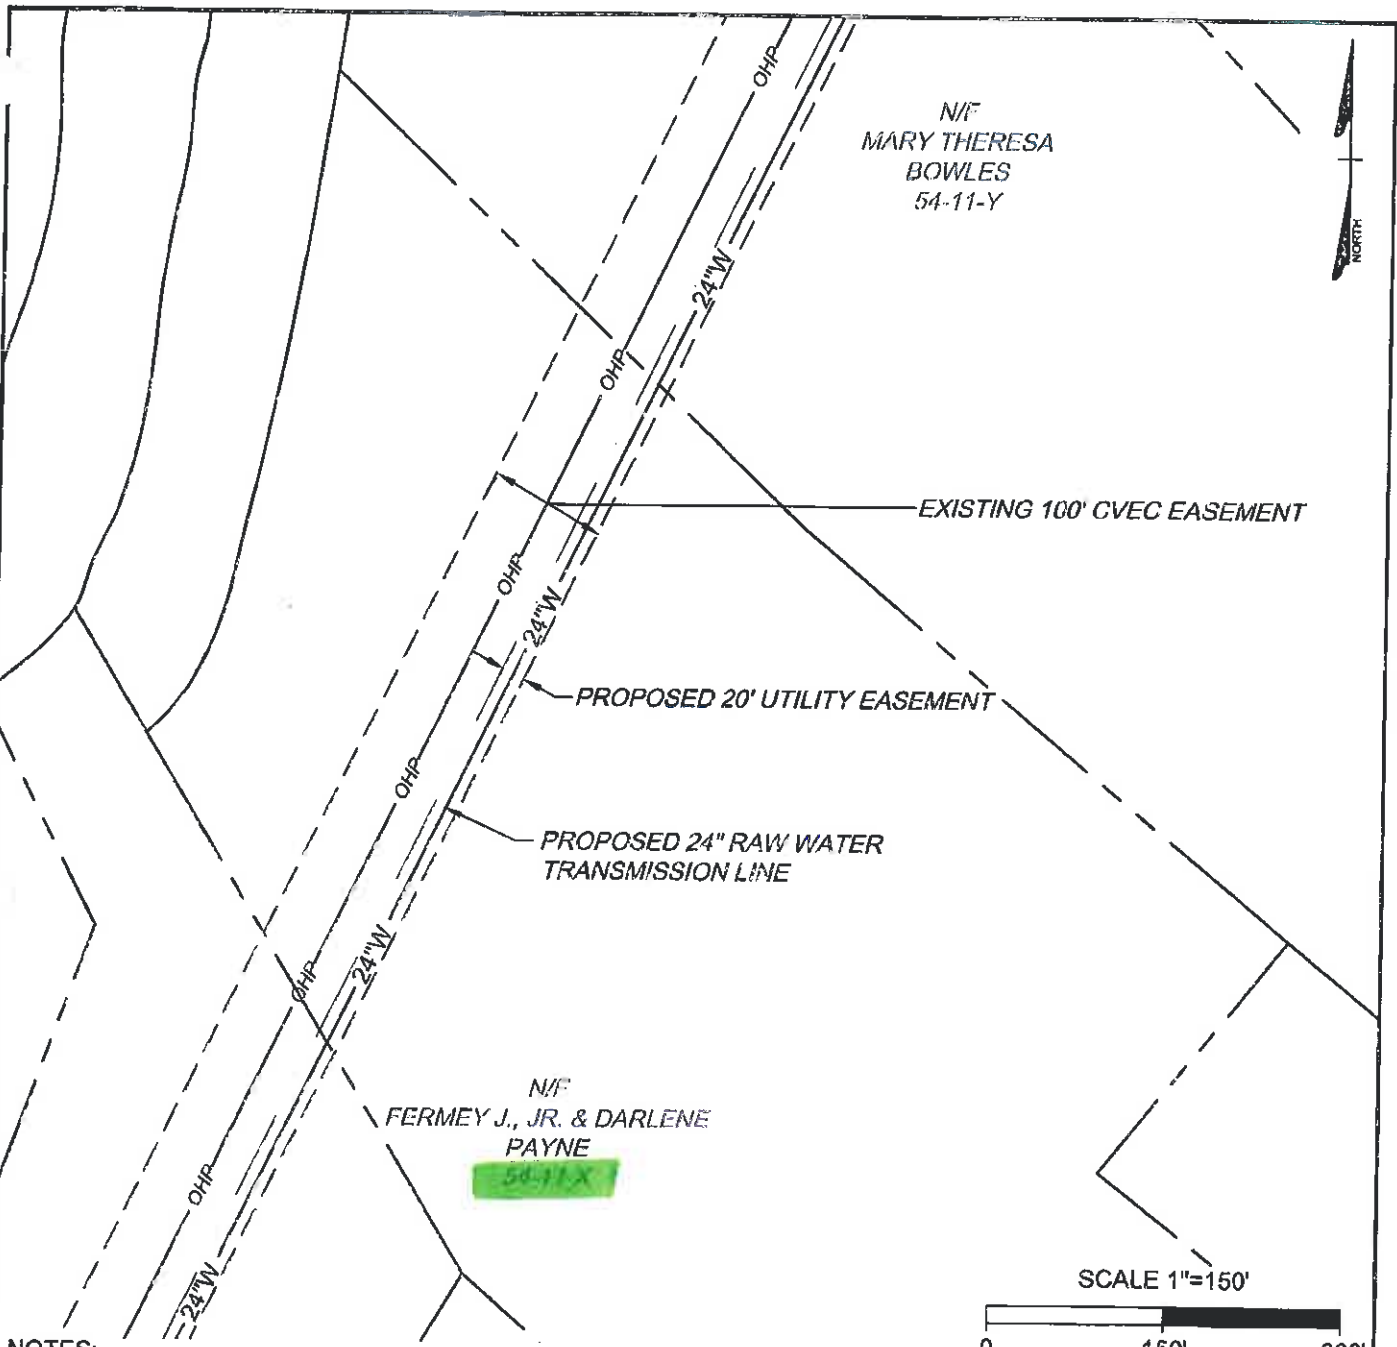 OHP
N/F
MARY THERESA
BOWLES
54-11-Y
NORTH
24"W
OHP
EXISTING 100' CVEC EASEMENT
OHP
24"W
PROPOSED 20' UTILITY EASEMENT
OHP
PROPOSED 24" RAW WATER
TRANSMISSION LINE
24"W
OHP
N/F
FERMEY J., JR. & DARLENE
PAYNE
54-11-X
OHP
24"W
SCALE 1"=150'
0 150' 300'
NOTES: